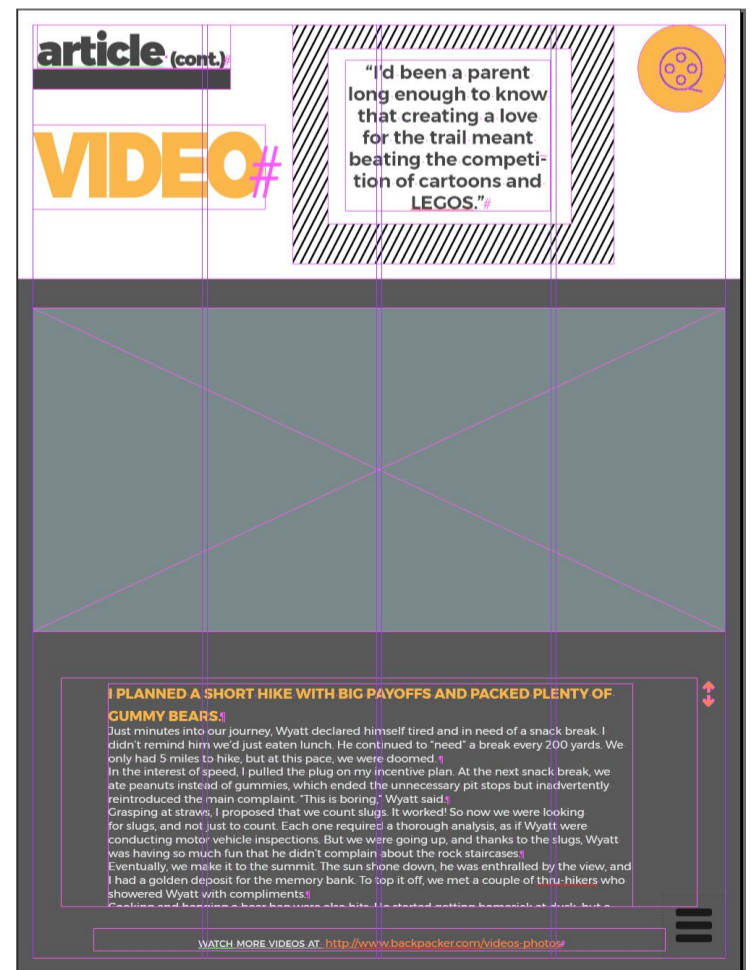 article (cont.)
VIDEO
“I’d been a parent
long enough to know
that creating a love
for the trail meant
beating the competi-
tion of cartoons and
LEGOS.”
I PLANNED A SHORT HIKE WITH BIG PAYOFFS AND PACKED PLENTY OF
GUMMY BEARS.
Just minutes into our journey, Wyatt declared himself tired and in need of a snack break. I
didn’t remind him we’d just eaten lunch. He continued to “need” a break every 200 yards. We
only had 5 miles to hike, but at this pace, we were doomed.
In the interest of speed, I pulled the plug on my incentive plan. At the next snack break, we
ate peanuts instead of gummies, which ended the unnecessary pit stops but inadvertently
reintroduced the main complaint. “This is boring,” Wyatt said.
Grasping at straws, I proposed that we count slugs. It worked! So now we were looking
for slugs, and not just to count. Each one required a thorough analysis, as if Wyatt were
conducting motor vehicle inspections. But we were going up, and thanks to the slugs, Wyatt
was having so much fun that he didn’t complain about the rock staircases.
Eventually, we make it to the summit. The sun shone down, he was enthralled by the view, and
I had a golden deposit for the memory bank. To top it off, we met a couple of thru-hikers who
showered Wyatt with compliments.
WATCH MORE VIDEOS AT http://www.backpacker.com/videos-photos